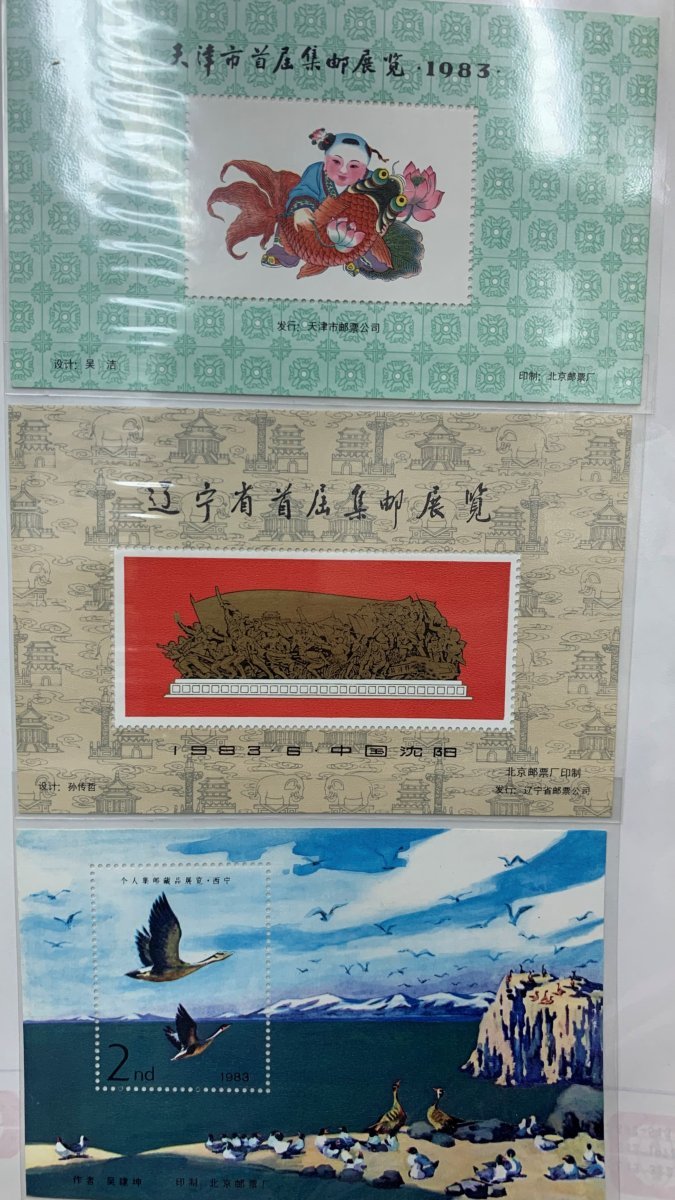 天津市首届集邮展览·1983·
发行：天津市邮票公司
设计：吴 洁
印制：北京邮票厂
辽宁省首届集邮展览
1983·6·中国沈阳
北京邮票厂印制
设计：孙传哲
发行：辽宁省邮票公司
个人集邮藏品展览·西宁
2nd
1983
作者 吴建坤 印制 北京邮票厂